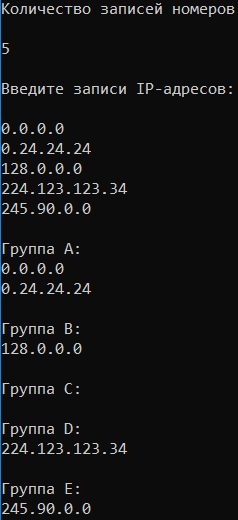 Количество записей номеров
5
Введите записи IP-адресов:
0.0.0.0
0.24.24.24
128.0.0.0
224.123.123.34
245.90.0.0
Группа A:
0.0.0.0
0.24.24.24
Группа B:
128.0.0.0
Группа C:
Группа D:
224.123.123.34
Группа E:
245.90.0.0